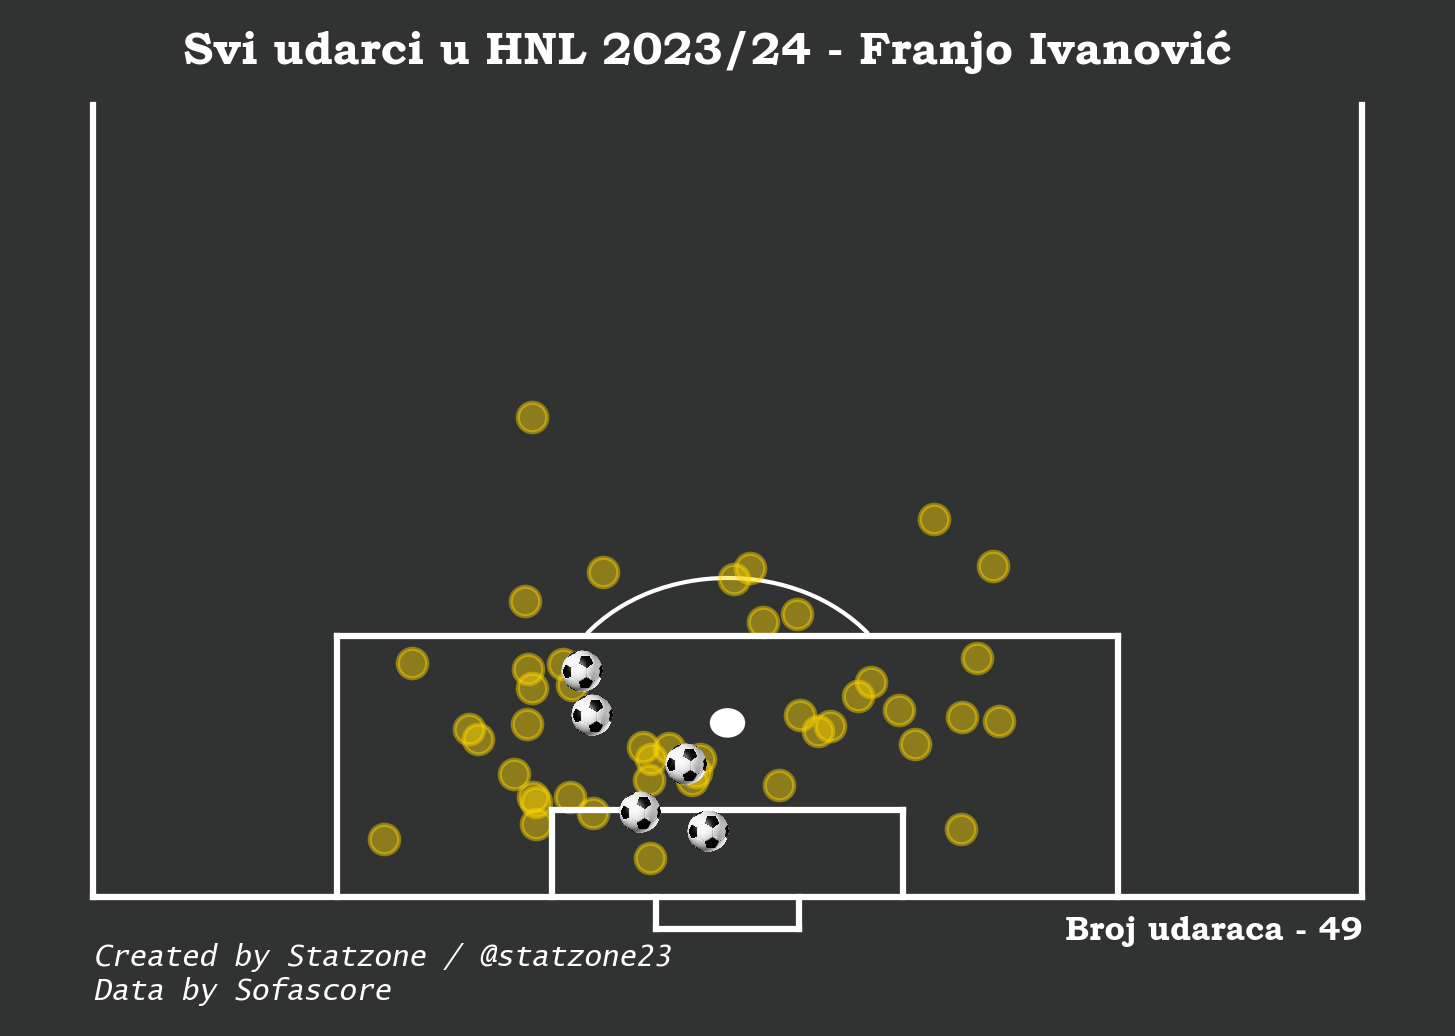 Svi udarci u HNL 2023/24 - Franjo Ivanović
Broj udaraca - 49
Created by Statzone / @statzone23
Data by Sofascore